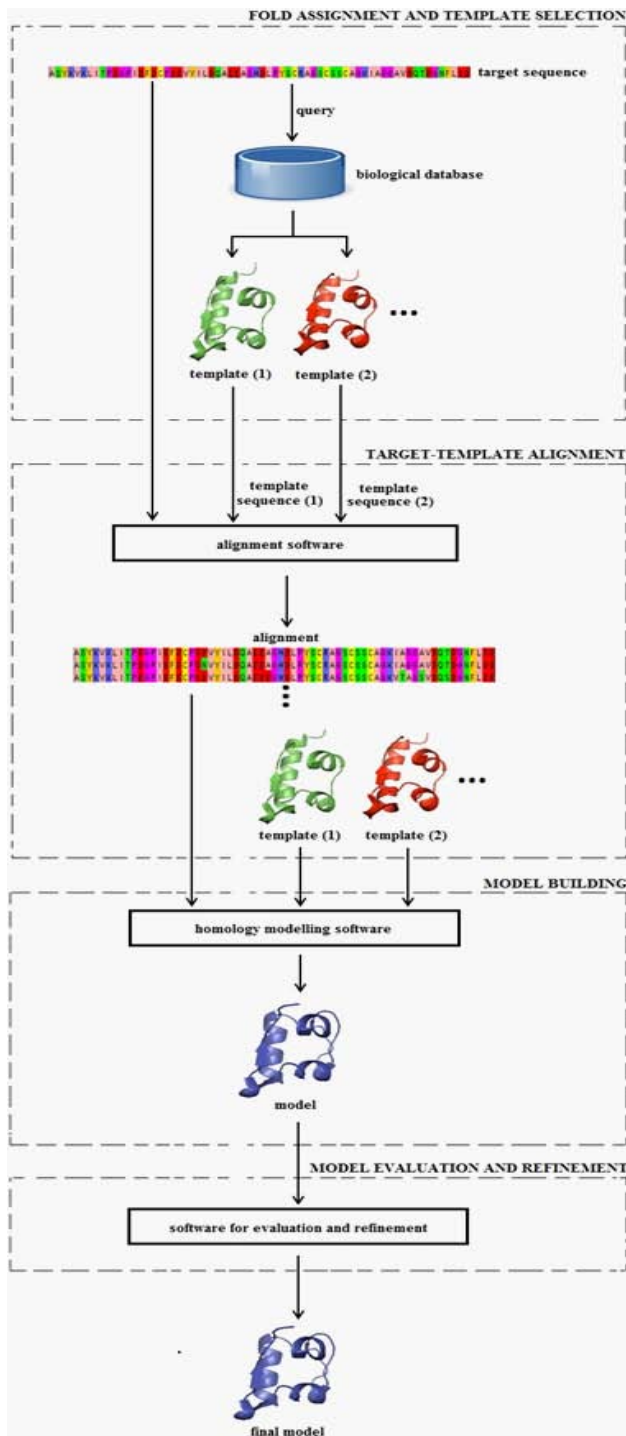 FOLD ASSIGNMENT AND TEMPLATE SELECTION
target sequence
query
biological database
template (1)
template (2)
TARGET-TEMPLATE ALIGNMENT
template
sequence (1)
template
sequence (2)
alignment software
alignment
template (1)
template (2)
MODEL BUILDING
homology modelling software
model
MODEL EVALUATION AND REFINEMENT
software for evaluation and refinement
final model